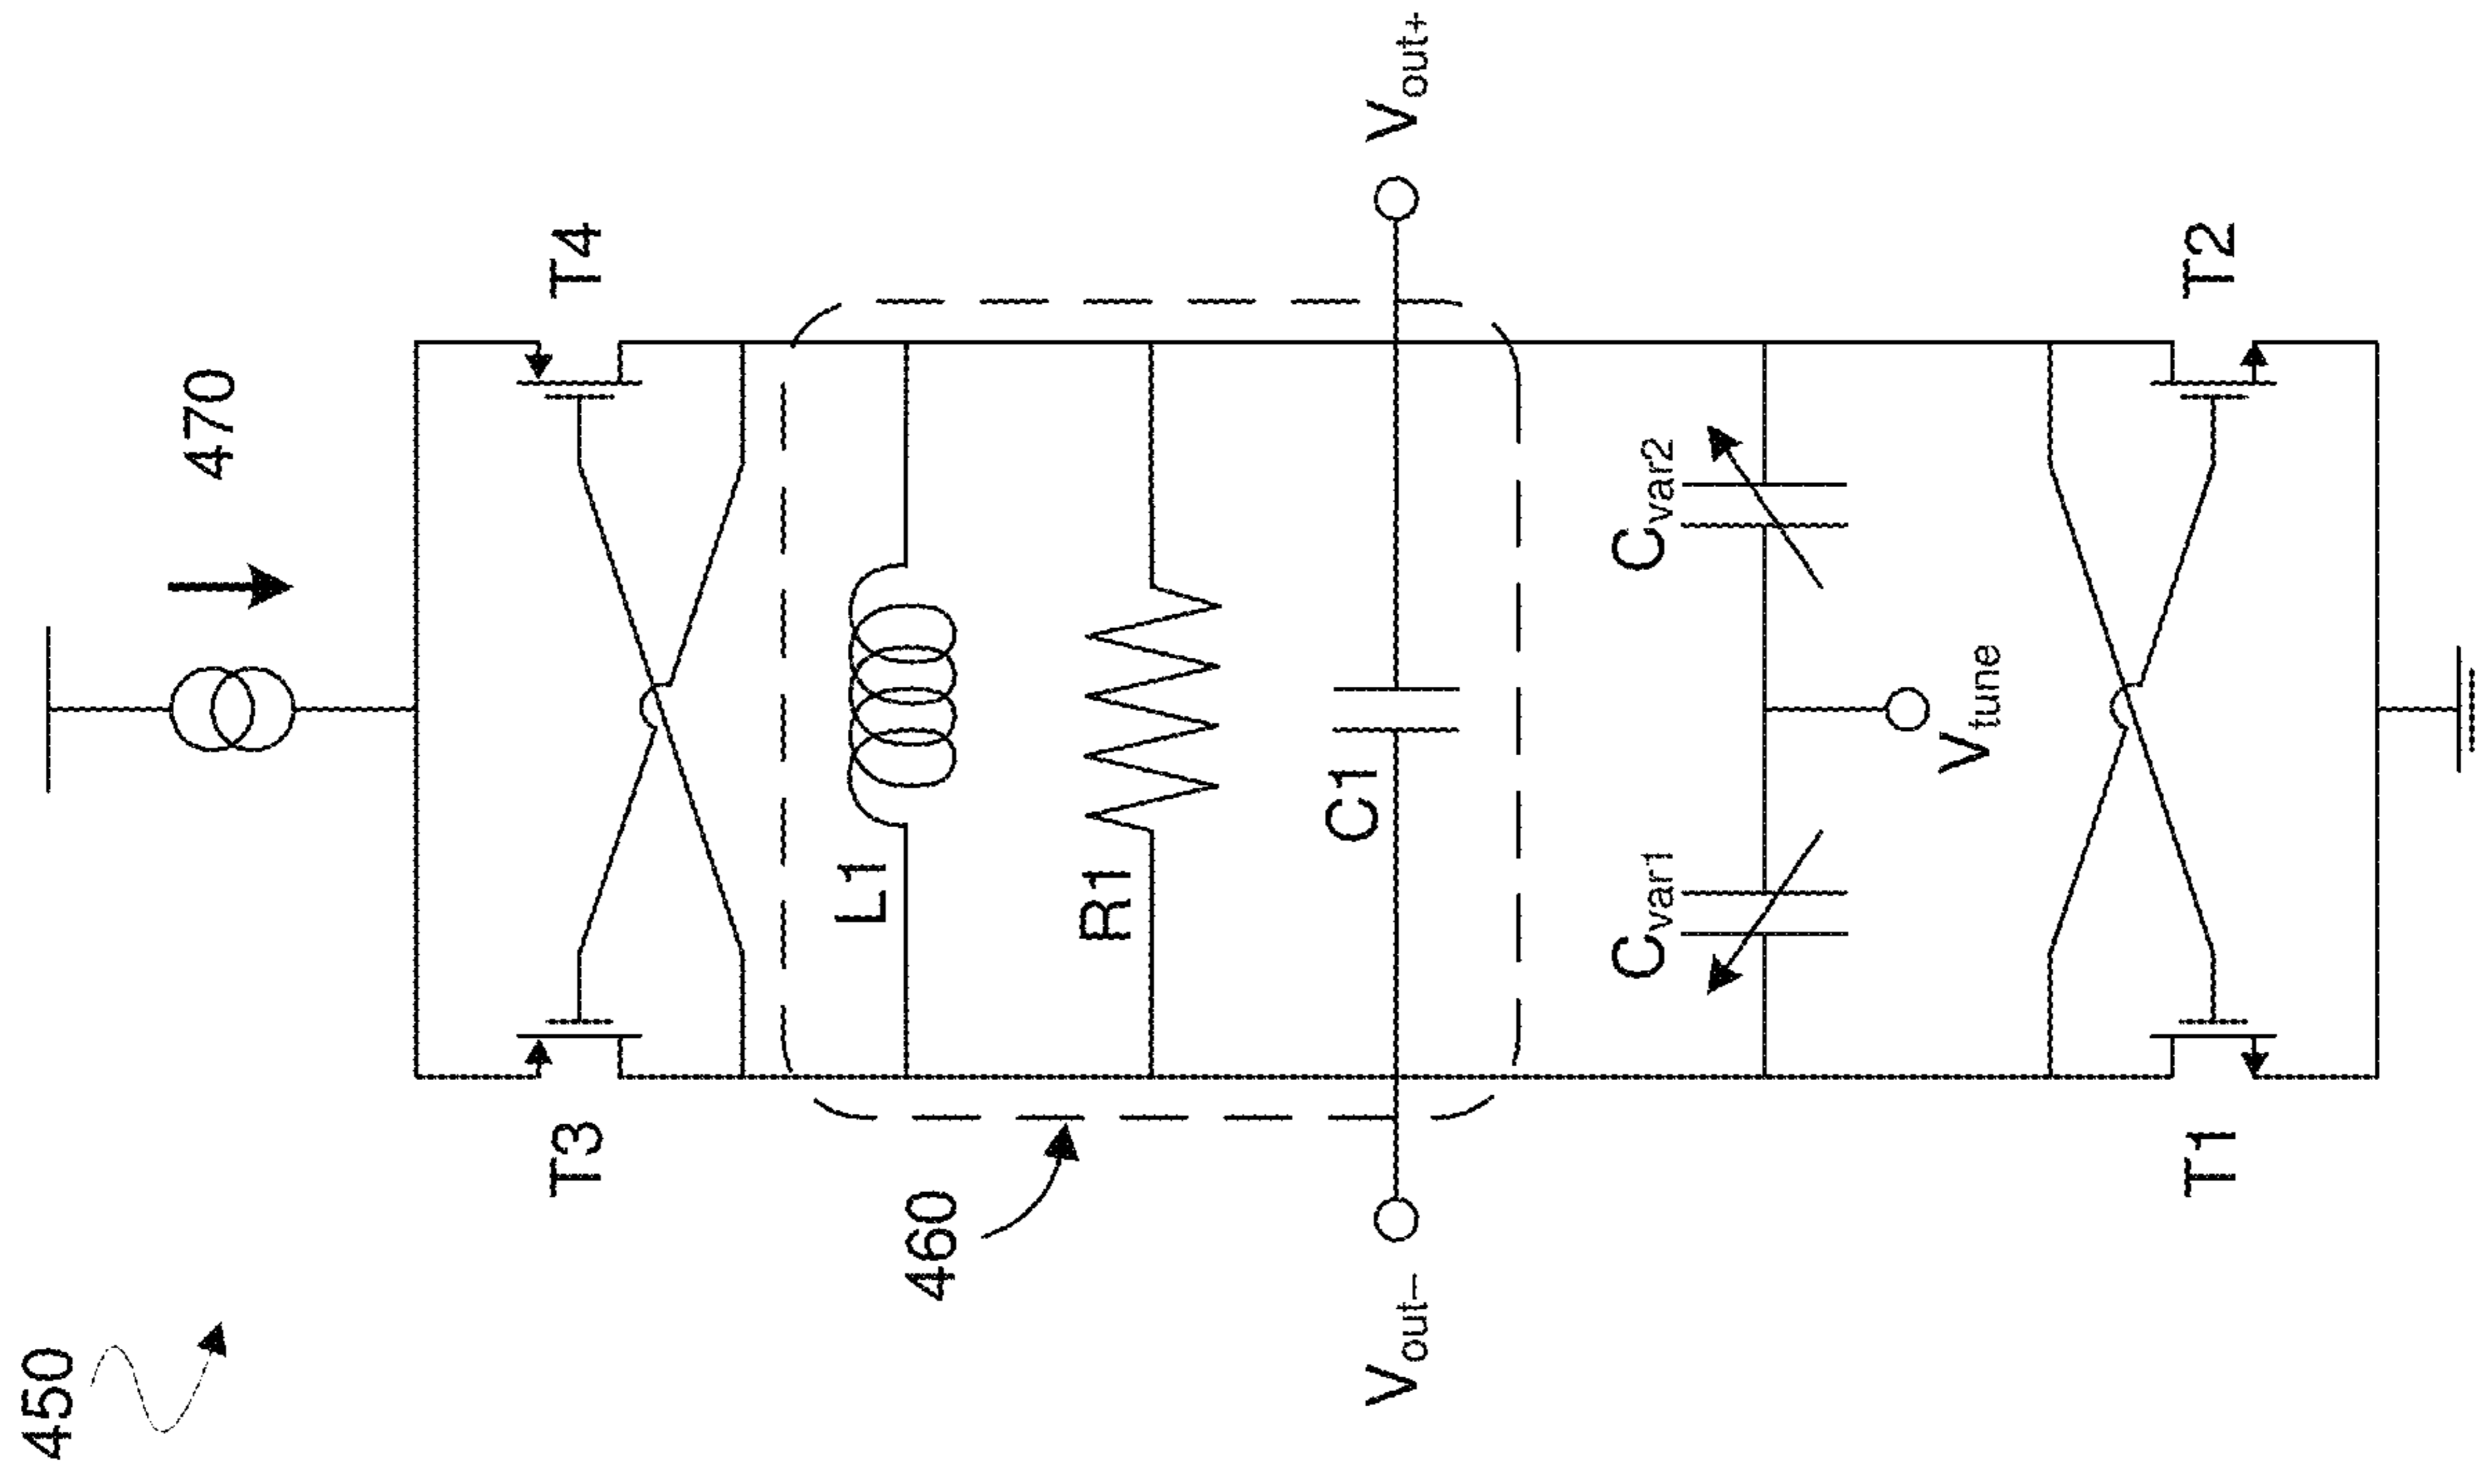 450
470
T3
T4
460
L1
R1
C1
Vout−
Vout+
Cvar1
Cvar2
Vtune
T1
T2